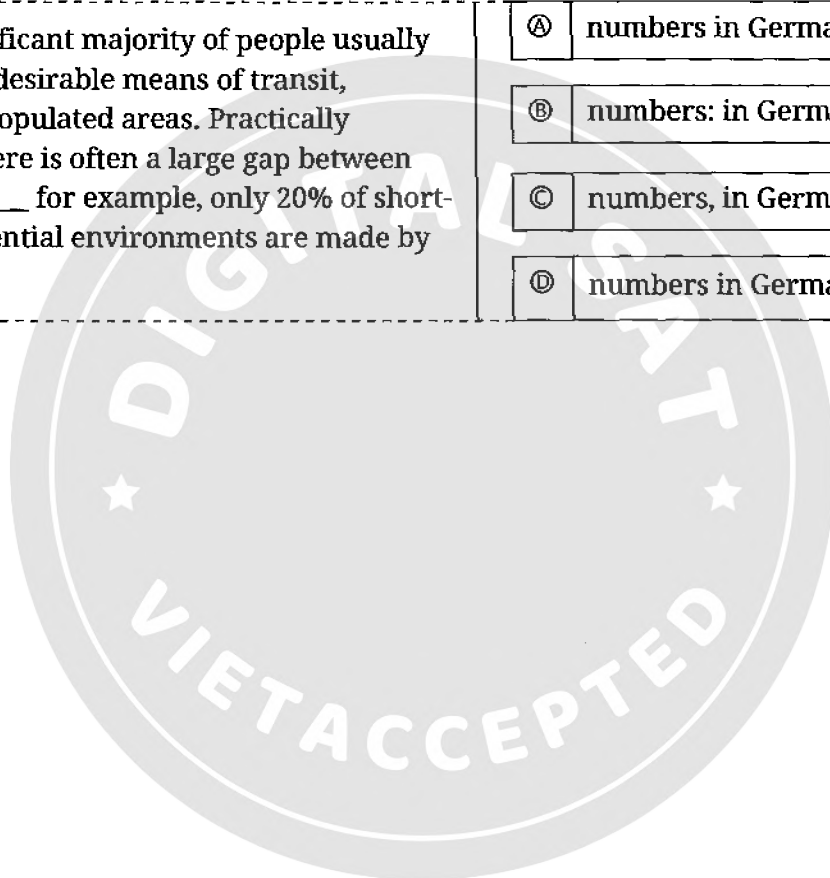 ficant majority of people usually
desirable means of transit,
opulated areas. Practically
ere is often a large gap between
__ for example, only 20% of short-
ential environments are made by
Ⓐ numbers in Germa
Ⓑ numbers: in Germ
Ⓒ numbers, in Germ
Ⓓ numbers in Germa
DIGITAL SAT
VIETACCEPTED